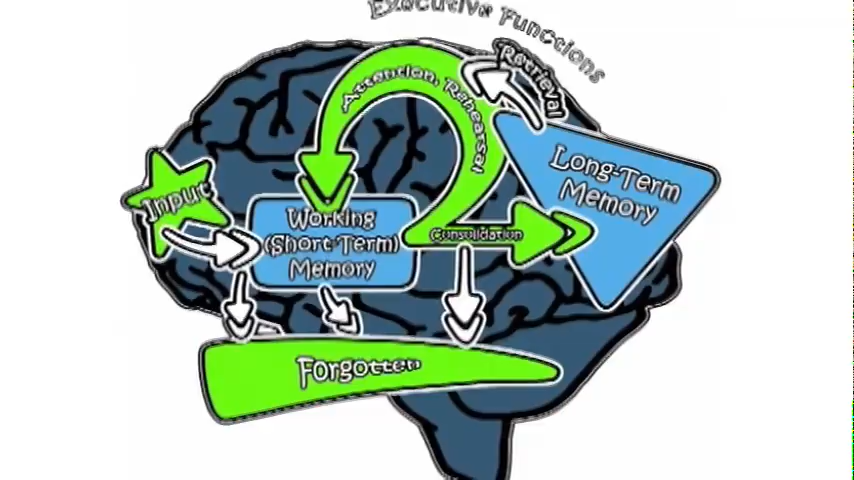 Executive Functions
Retrieval
Attention, Rehearsal
Long-Term
Memory
Input
Working
(Short-Term)
Memory
Consolidation
Forgotten